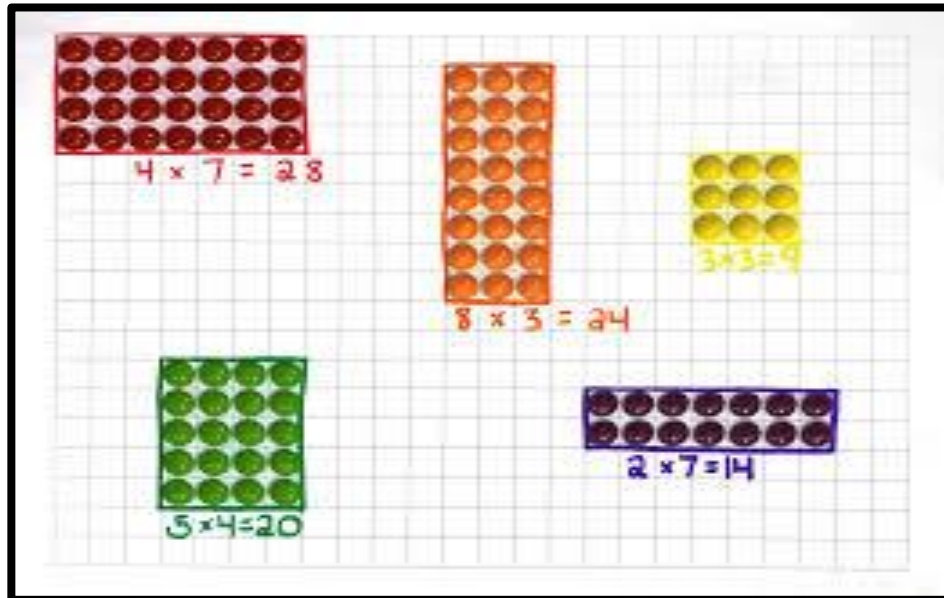 4 × 7 = 28
8 × 3 = 24
3×3=9
5×4=20
2 ×7=14